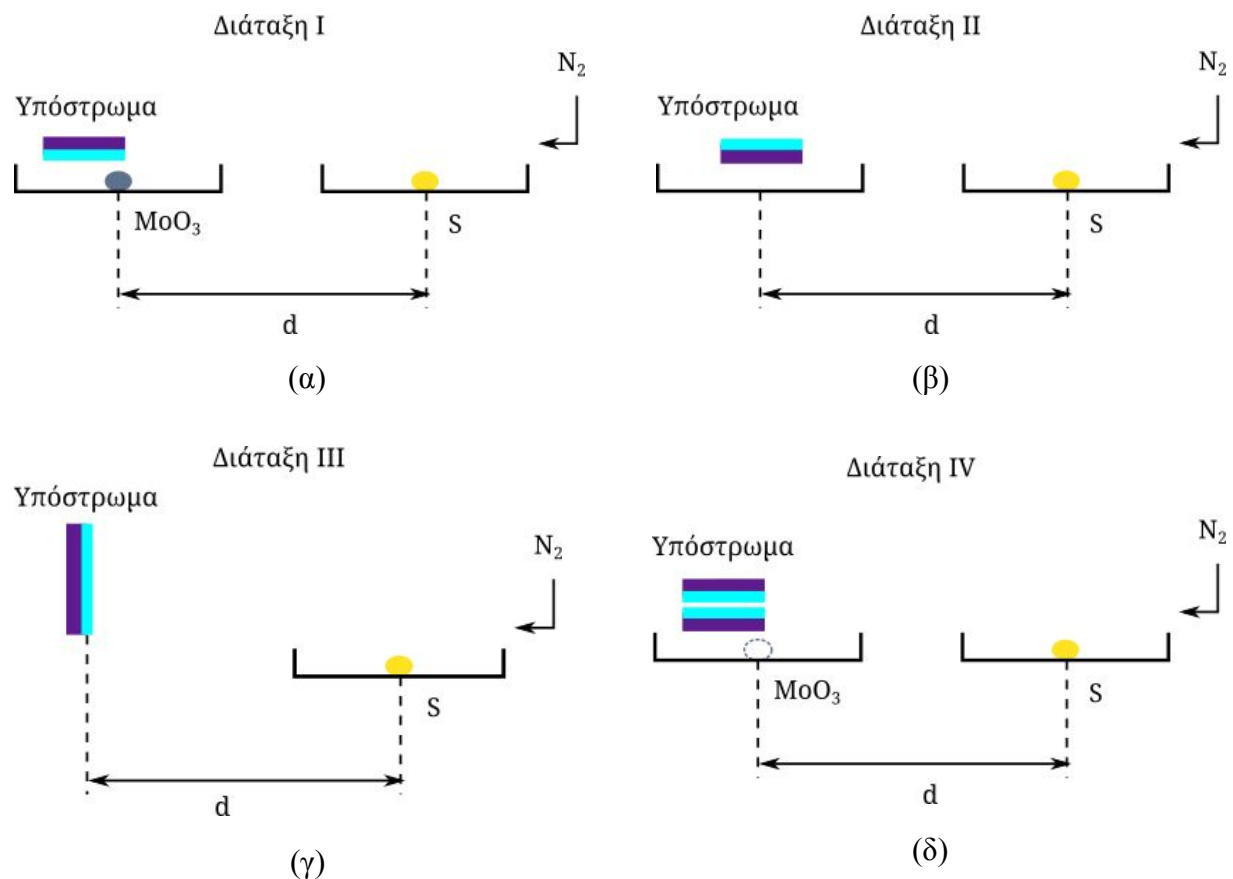 Διάταξη I
N₂
Υπόστρωμα
MoO₃
S
d
(α)
Διάταξη II
N₂
Υπόστρωμα
S
d
(β)
Διάταξη III
Υπόστρωμα
N₂
S
d
(γ)
Διάταξη IV
N₂
Υπόστρωμα
MoO₃
S
d
(δ)